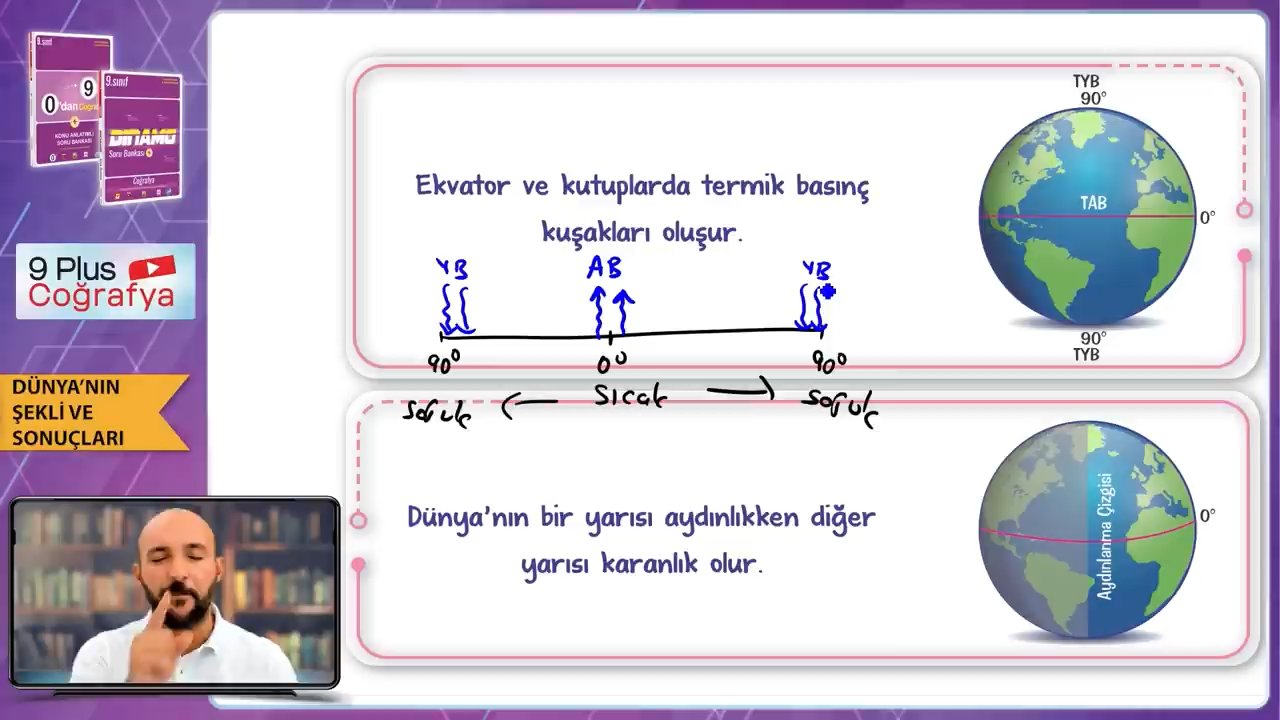 9.sınıf
0'dan 9 Coğrafya
KONU ANLATIMLI
SORU BANKASI
9.sınıf
DİNAMO
Soru Bankası
Coğrafya
9 Plus
Coğrafya
DÜNYA'NIN
ŞEKLİ VE
SONUÇLARI
Ekvator ve kutuplarda termik basınç
kuşakları oluşur.
YB AB YB
90° 0° 90°
Soğuk Sıcak Soğuk
TYB
90°
TAB
0°
90°
TYB
Dünya'nın bir yarısı aydınlıkken diğer
yarısı karanlık olur.
Aydınlanma Çizgisi
0°